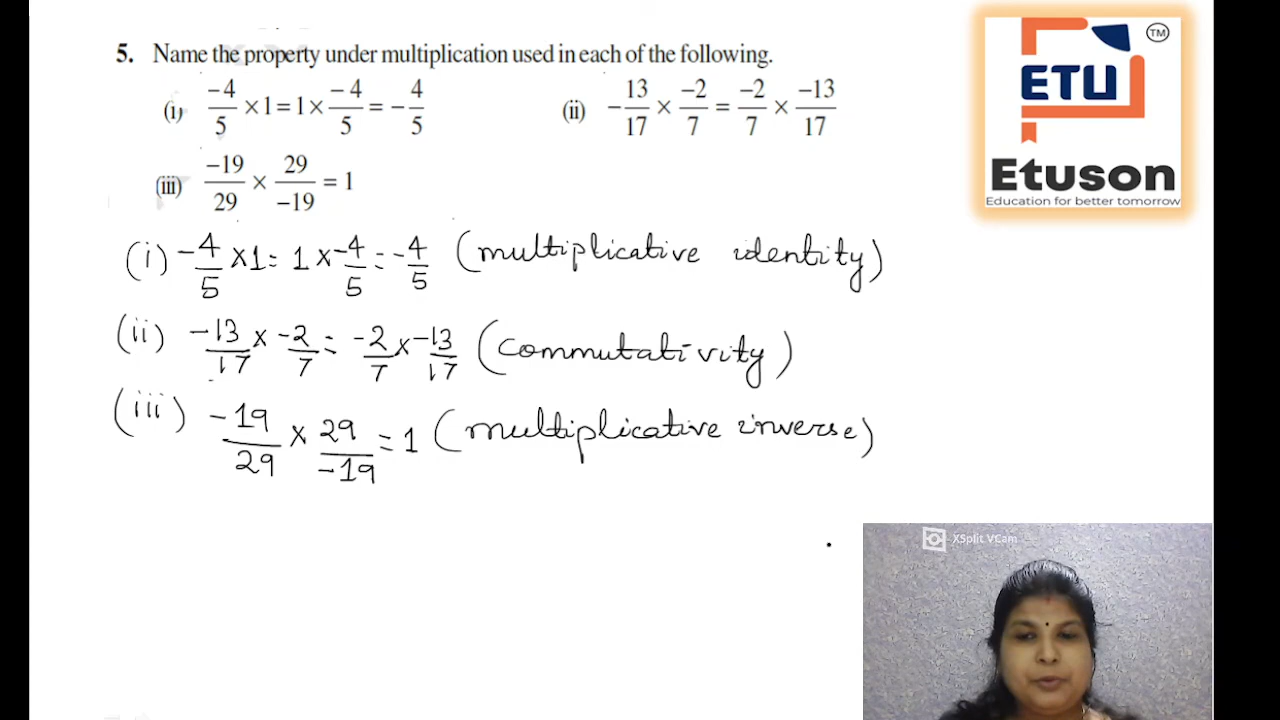 5. Name the property under multiplication used in each of the following.
(i) −4/5 × 1 = 1 × −4/5 = −4/5
(ii) −13/17 × −2/7 = −2/7 × −13/17
(iii) −19/29 × 29/−19 = 1
(i) −4/5 × 1 = 1 × −4/5 = −4/5 (multiplicative identity)
(ii) −13/17 × −2/7 = −2/7 × −13/17 (Commutativity)
(iii) −19/29 × 29/−19 = 1 (multiplicative inverse)
ETU
TM
Etuson
Education for better tomorrow
XSplit VCam